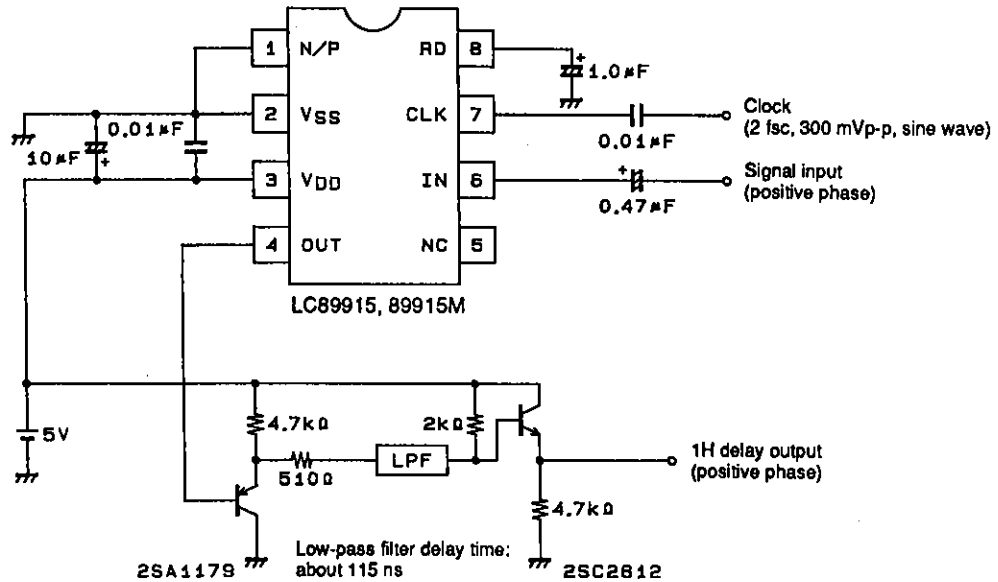 1 N/P
RD 8
1.0µF
2 VSS
0.01µF
10µF
CLK 7
0.01µF
Clock
(2 fsc, 300 mVp-p, sine wave)
3 VDD
IN 6
0.47µF
Signal input
(positive phase)
4 OUT
NC 5
LC89915, 89915M
5V
4.7kΩ
2kΩ
510Ω
LPF
1H delay output
(positive phase)
4.7kΩ
2SA1179
Low-pass filter delay time:
about 115 ns
2SC2812